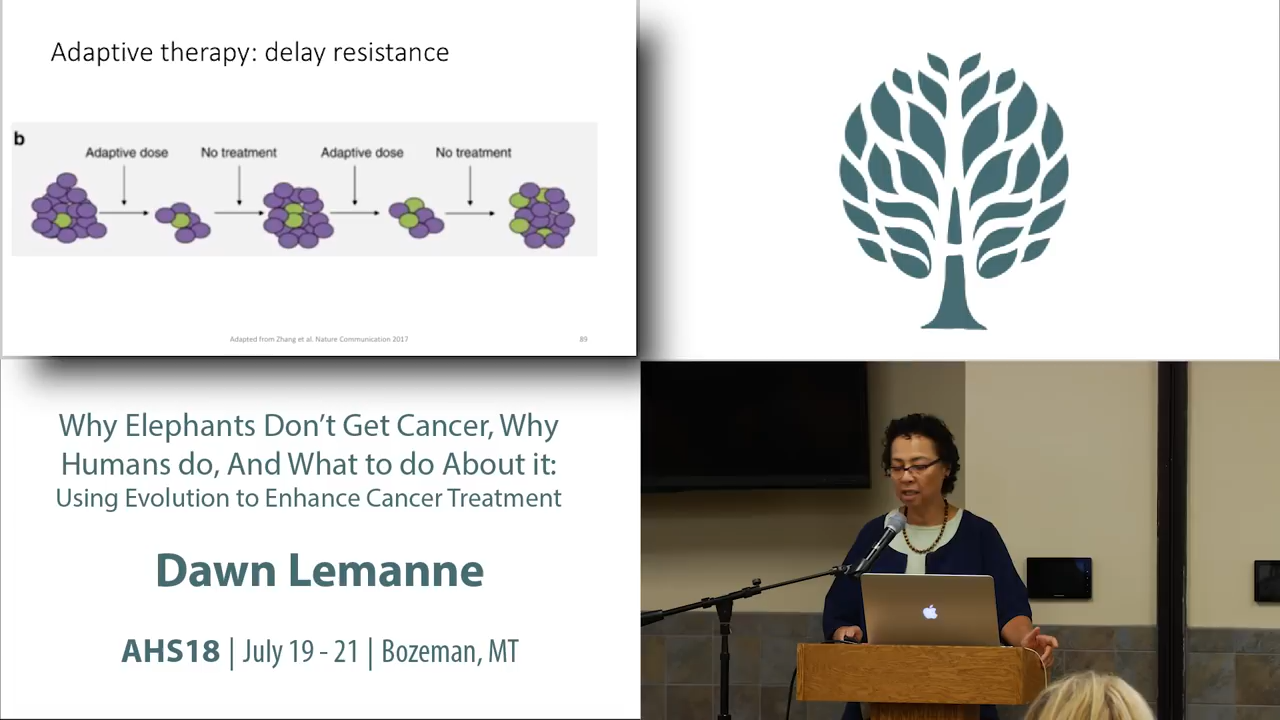 Adaptive therapy: delay resistance
b
Adaptive dose
No treatment
Adaptive dose
No treatment
Adapted from Zhang et al. Nature Communication 2017
89
Why Elephants Don’t Get Cancer, Why
Humans do, And What to do About it:
Using Evolution to Enhance Cancer Treatment
Dawn Lemanne
AHS18 | July 19 - 21 | Bozeman, MT